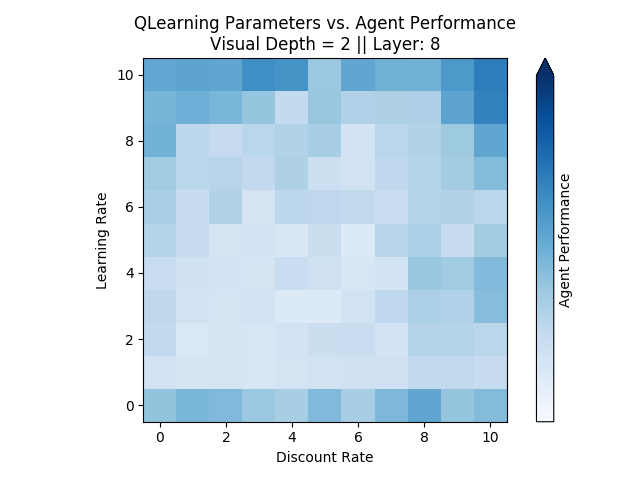 QLearning Parameters vs. Agent Performance
Visual Depth = 2 || Layer: 8
10
8
6
4
2
0
Learning Rate
0 2 4 6 8 10
Discount Rate
Agent Performance